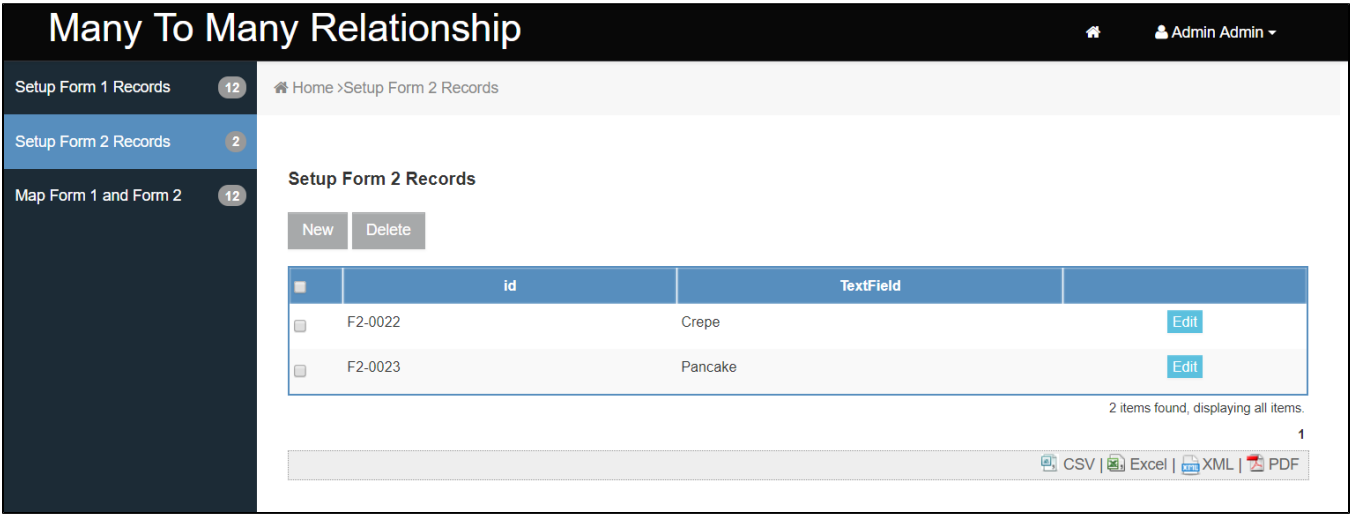 Many To Many Relationship
Admin Admin
Setup Form 1 Records 12
Home >Setup Form 2 Records
Setup Form 2 Records 2
Map Form 1 and Form 2 12
Setup Form 2 Records
New Delete
id TextField
F2-0022 Crepe Edit
F2-0023 Pancake Edit
2 items found, displaying all items.
1
CSV | Excel | XML | PDF